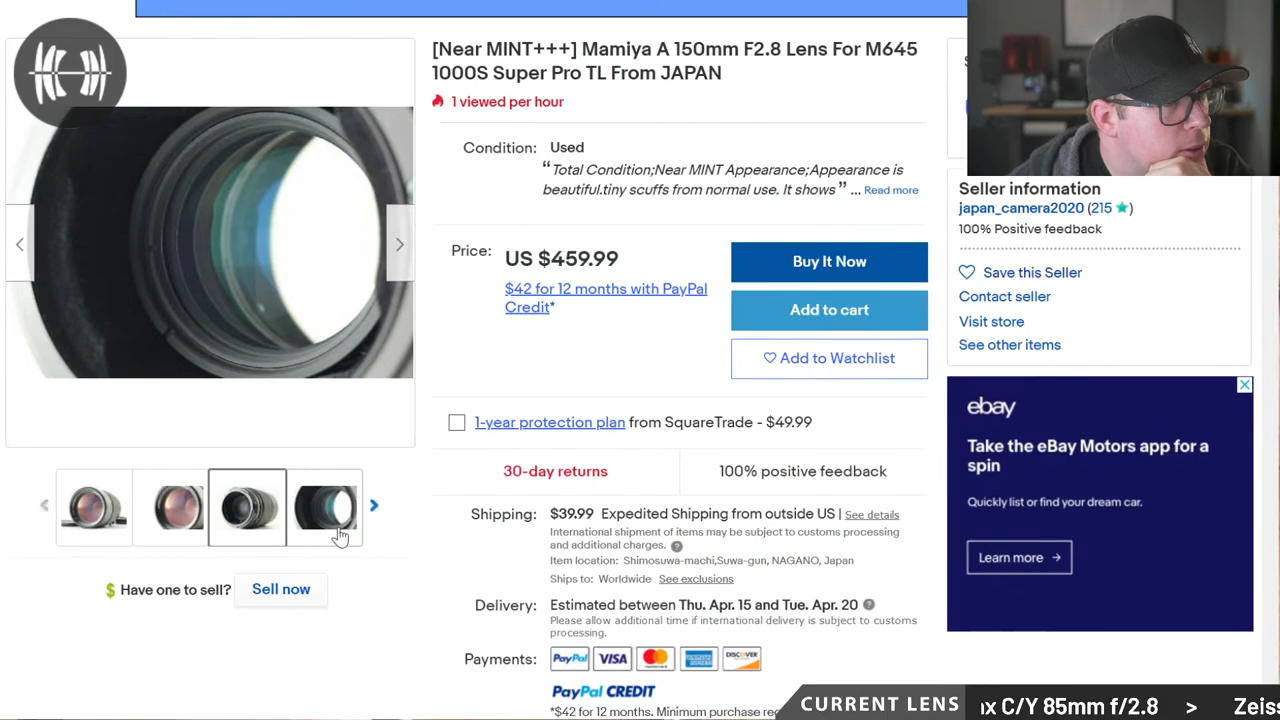 [Near MINT+++] Mamiya A 150mm F2.8 Lens For M645
1000S Super Pro TL From JAPAN
1 viewed per hour
Condition: Used
“Total Condition;Near MINT Appearance;Appearance is
beautiful.tiny scuffs from normal use. It shows ” ... Read more
Price: US $459.99
$42 for 12 months with PayPal
Credit*
Buy It Now
Add to cart
Add to Watchlist
1-year protection plan from SquareTrade - $49.99
30-day returns
100% positive feedback
Shipping: $39.99 Expedited Shipping from outside US | See details
International shipment of items may be subject to customs processing
and additional charges. ?
Item location: Shimosuwa-machi,Suwa-gun, NAGANO, Japan
Ships to: Worldwide See exclusions
Delivery: Estimated between Thu. Apr. 15 and Tue. Apr. 20 ?
Please allow additional time if international delivery is subject to customs
processing.
Payments: PayPal VISA MasterCard AMERICAN EXPRESS DISCOVER
PayPal CREDIT
*$42 for 12 months. Minimum purchase
Have one to sell? Sell now
Seller information
japan_camera2020 (215 ★)
100% Positive feedback
Save this Seller
Contact seller
Visit store
See other items
ebay
Take the eBay Motors app for a
spin
Quickly list or find your dream car.
Learn more →
CURRENT LENS
x C/Y 85mm f/2.8 > Zeiss